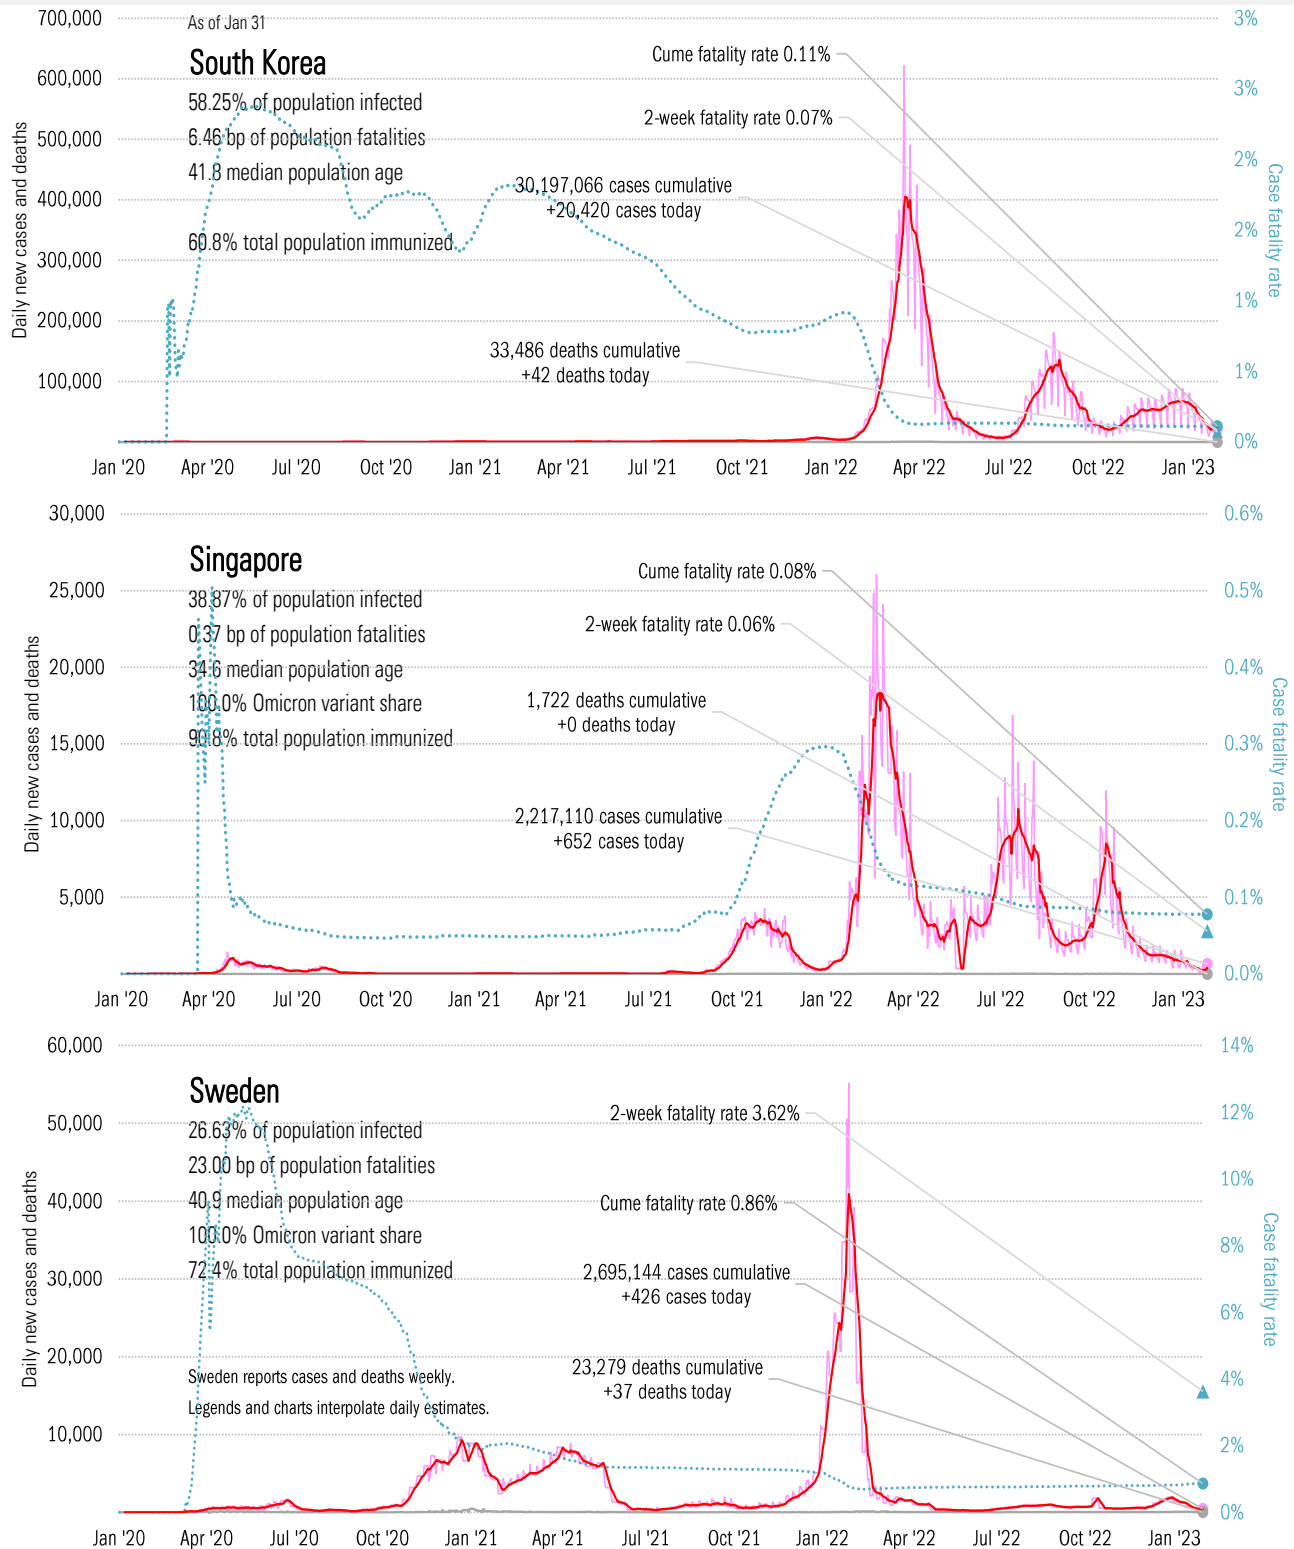 700,000
As of Jan 31
3%
South Korea
Cume fatality rate 0.11%
600,000
3%
58.25% of population infected
2-week fatality rate 0.07%
6.46 bp of population fatalities
500,000
2%
41.8 median population age
30,197,066 cases cumulative
+20,420 cases today
400,000
60.8% total population immunized
2%
300,000
1%
200,000
33,486 deaths cumulative
+42 deaths today
1%
100,000
0%
Daily new cases and deaths
Case fatality rate
Jan '20
Apr '20
Jul '20
Oct '20
Jan '21
Apr '21
Jul '21
Oct '21
Jan '22
Apr '22
Jul '22
Oct '22
Jan '23
30,000
0.6%
Singapore
Cume fatality rate 0.08%
25,000
0.5%
38.87% of population infected
2-week fatality rate 0.06%
0.37 bp of population fatalities
20,000
0.4%
34.6 median population age
1,722 deaths cumulative
+0 deaths today
100.0% Omicron variant share
15,000
0.3%
total population immunized
2,217,110 cases cumulative
+652 cases today
10,000
0.2%
5,000
0.1%
0.0%
Daily new cases and deaths
Case fatality rate
Jan '20
Apr '20
Jul '20
Oct '20
Jan '21
Apr '21
Jul '21
Oct '21
Jan '22
Apr '22
Jul '22
Oct '22
Jan '23
60,000
14%
Sweden
2-week fatality rate 3.62%
50,000
12%
26.63% of population infected
23.00 bp of population fatalities
40,000
10%
40.9 median population age
Cume fatality rate 0.86%
100.0% Omicron variant share
8%
72.4% total population immunized
2,695,144 cases cumulative
+426 cases today
30,000
6%
20,000
23,279 deaths cumulative
+37 deaths today
4%
Sweden reports cases and deaths weekly.
Legends and charts interpolate daily estimates.
10,000
2%
0%
Daily new cases and deaths
Case fatality rate
Jan '20
Apr '20
Jul '20
Oct '20
Jan '21
Apr '21
Jul '21
Oct '21
Jan '22
Apr '22
Jul '22
Oct '22
Jan '23